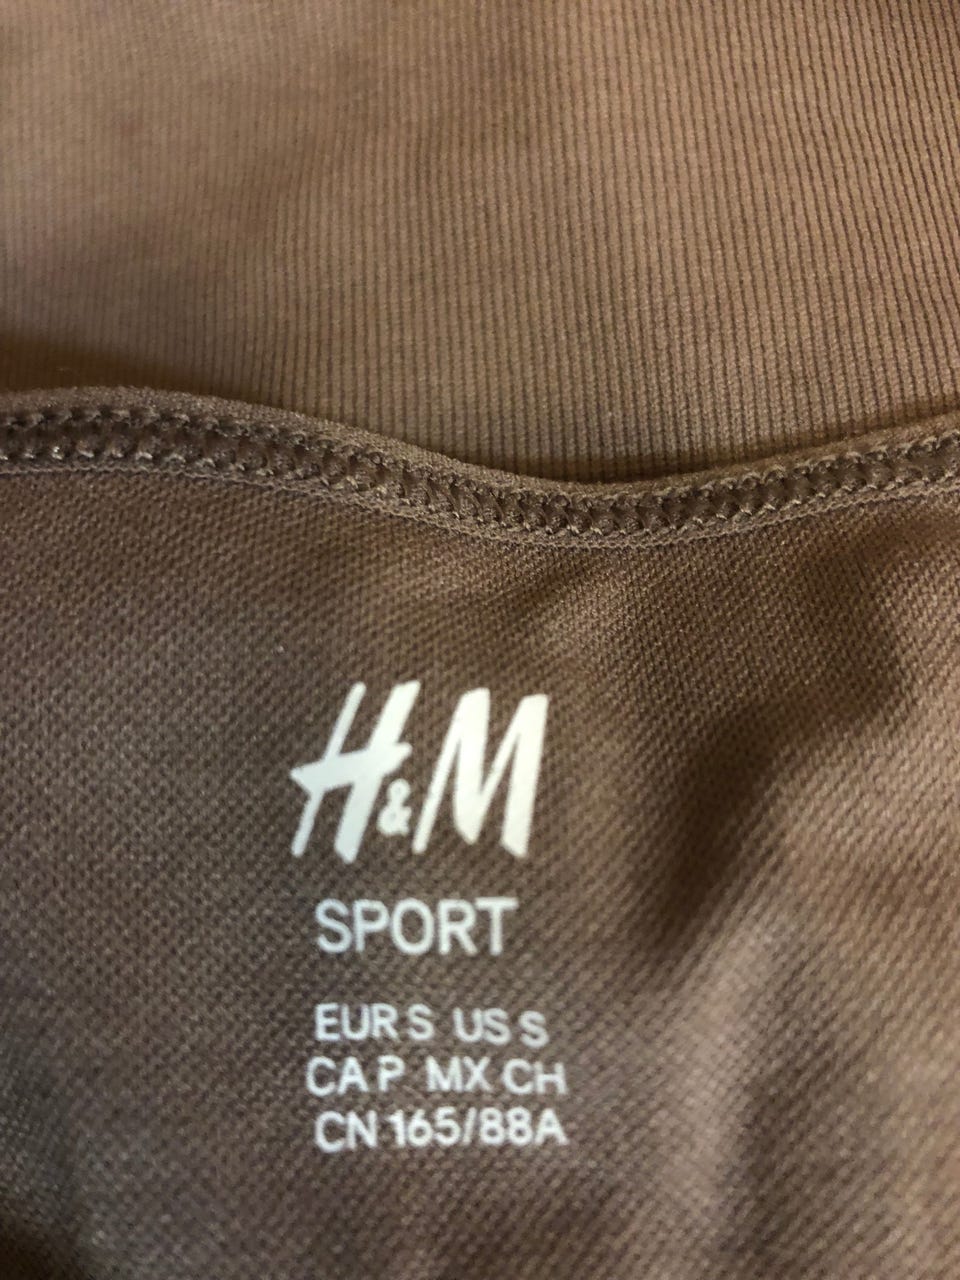 H&M
SPORT
EUR S US S
CA P MX CH
CN 165/88A